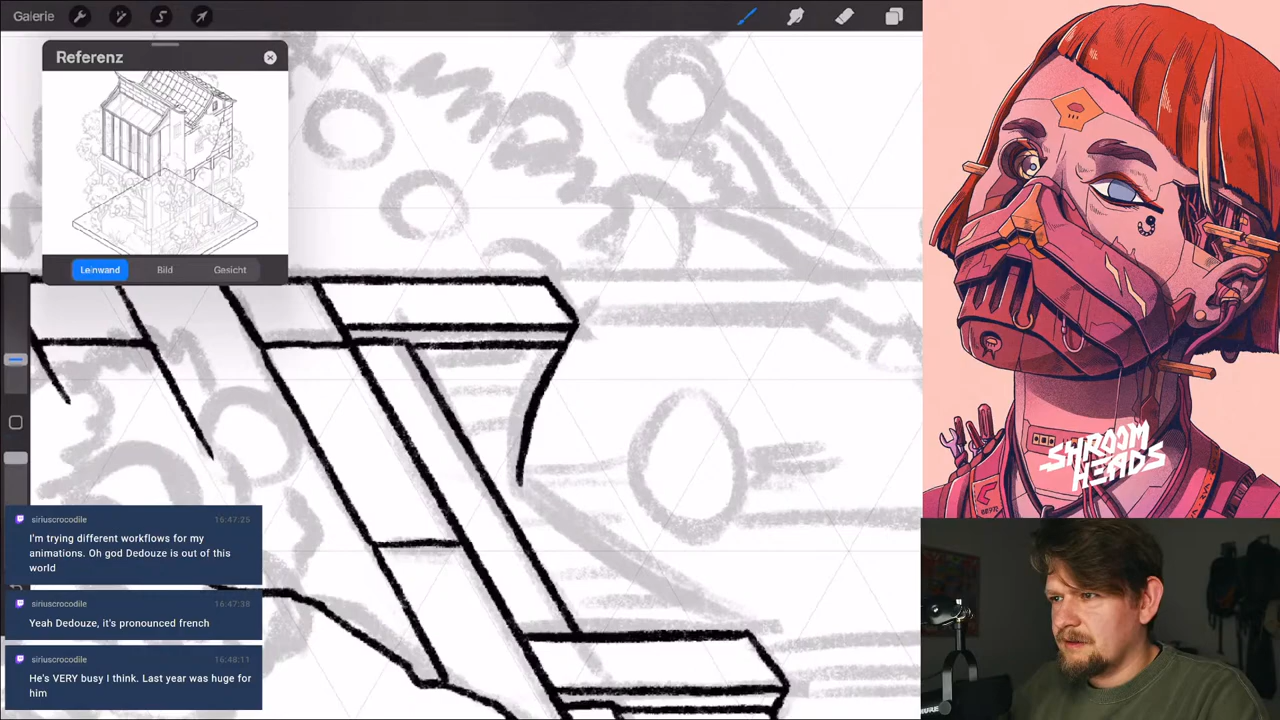 Galerie
Referenz
Leinwand
Bild
Gesicht
siriuscrocodile
16:47:25
I'm trying different workflows for my
animations. Oh god Dedouze is out of this
world
siriuscrocodile
16:47:38
Yeah Dedouze, it's pronounced french
siriuscrocodile
16:48:11
He's VERY busy I think. Last year was huge for
him
SHROOM
HEADS